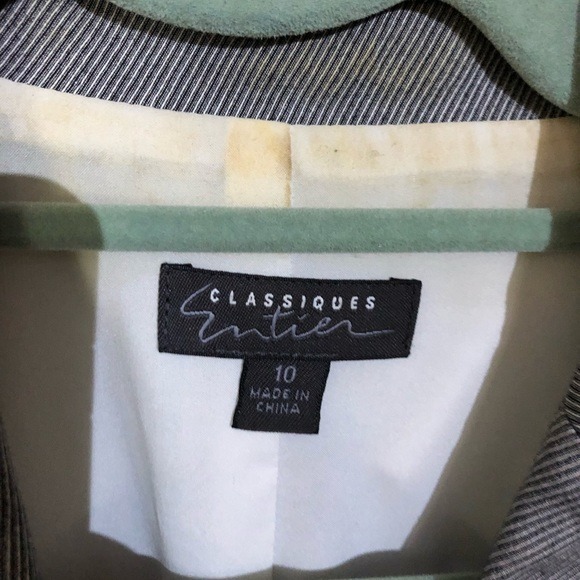 CLASSIQUES
Entier
10
MADE IN
CHINA